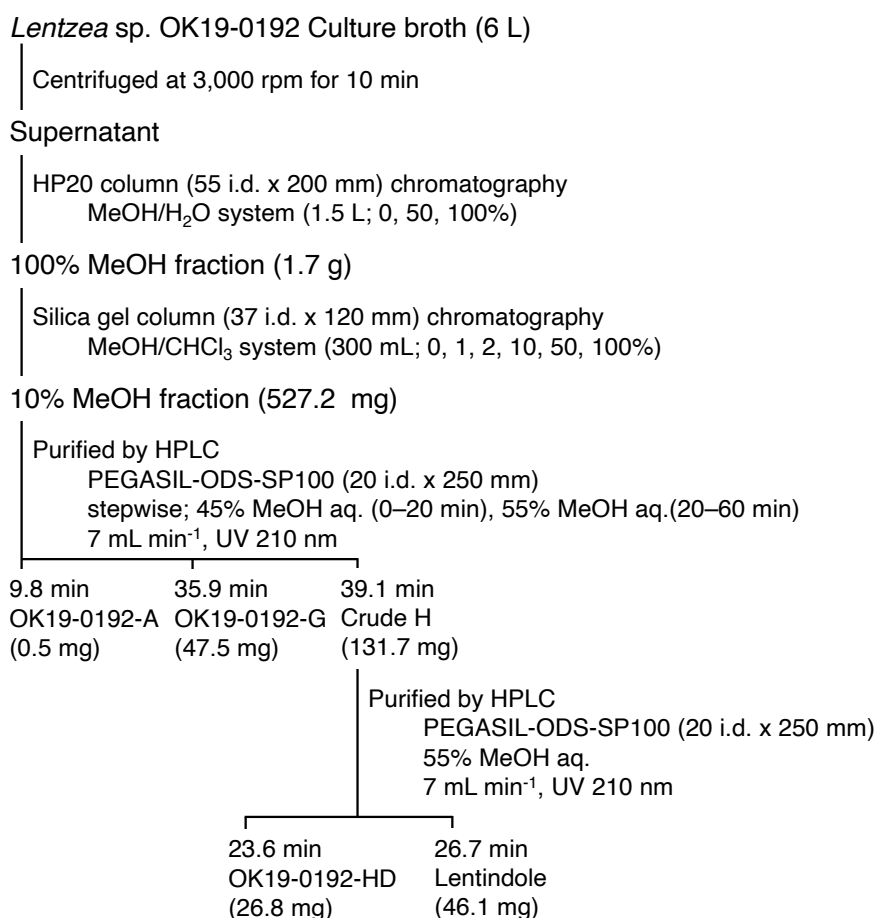 Lentzea sp. OK19-0192 Culture broth (6 L)
Centrifuged at 3,000 rpm for 10 min
Supernatant
HP20 column (55 i.d. x 200 mm) chromatography
MeOH/H₂O system (1.5 L; 0, 50, 100%)
100% MeOH fraction (1.7 g)
Silica gel column (37 i.d. x 120 mm) chromatography
MeOH/CHCl₃ system (300 mL; 0, 1, 2, 10, 50, 100%)
10% MeOH fraction (527.2 mg)
Purified by HPLC
PEGASIL-ODS-SP100 (20 i.d. x 250 mm)
stepwise; 45% MeOH aq. (0–20 min), 55% MeOH aq.(20–60 min)
7 mL min⁻¹, UV 210 nm
9.8 min 35.9 min 39.1 min
OK19-0192-A OK19-0192-G Crude H
(0.5 mg) (47.5 mg) (131.7 mg)
Purified by HPLC
PEGASIL-ODS-SP100 (20 i.d. x 250 mm)
55% MeOH aq.
7 mL min⁻¹, UV 210 nm
23.6 min 26.7 min
OK19-0192-HD Lentindole
(26.8 mg) (46.1 mg)